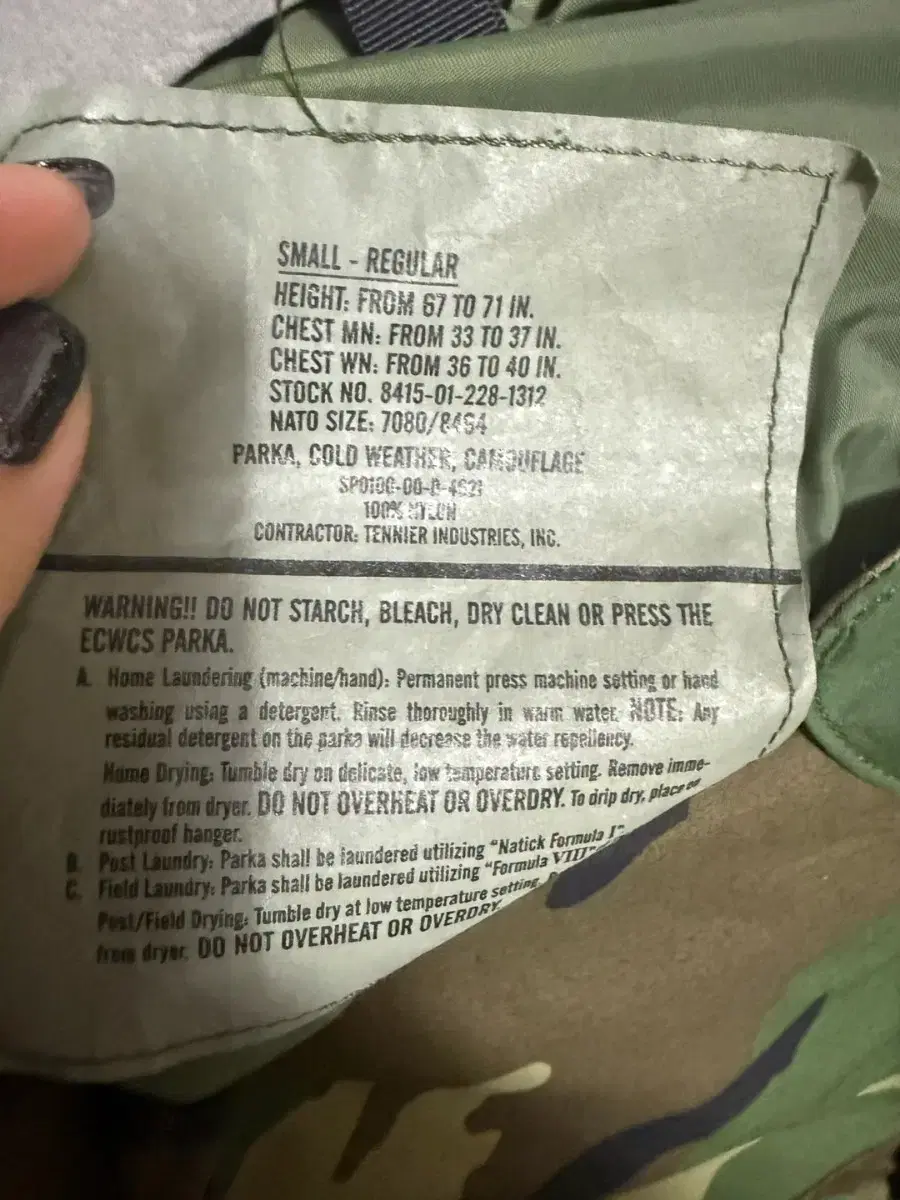 SMALL - REGULAR
HEIGHT: FROM 67 TO 71 IN.
CHEST MN: FROM 33 TO 37 IN.
CHEST WN: FROM 36 TO 40 IN.
STOCK NO. 8415-01-228-1312
NATO SIZE: 7080/8494
PARKA, COLD WEATHER, CAMOUFLAGE
100% NYLON
CONTRACTOR: TENNIER INDUSTRIES, INC.
WARNING!! DO NOT STARCH, BLEACH, DRY CLEAN OR PRESS THE
ECWCS PARKA.
A. Home Laundering (machine/hand): Permanent press machine setting or hand
washing using a detergent. Rinse thoroughly in warm water. NOTE: Any
residual detergent on the parka will decrease the water repellency.
Home Drying: Tumble dry on delicate, low temperature setting. Remove imme-
diately from dryer. DO NOT OVERHEAT OR OVERDRY. To drip dry, place on
rustproof hanger.
B. Post Laundry: Parka shall be laundered utilizing "Natick Formula I"
C. Field Laundry: Parka shall be laundered utilizing "Formula VIII"
Post/Field Drying: Tumble dry at low temperature setting.
from dryer. DO NOT OVERHEAT OR OVERDRY.